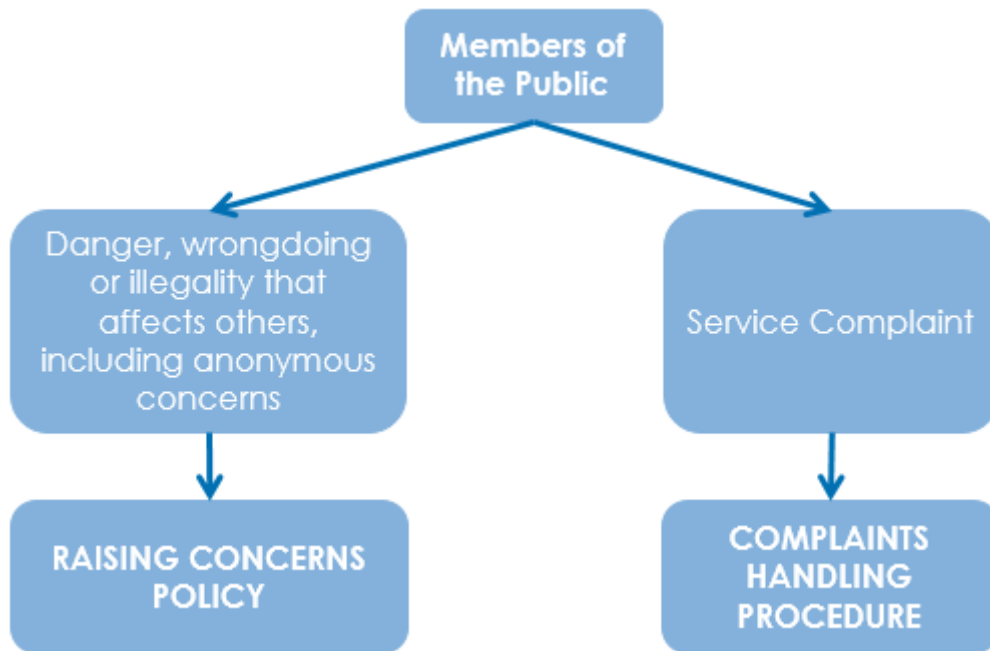 Members of
the Public
Danger, wrongdoing
or illegality that
affects others,
including anonymous
concerns
Service Complaint
RAISING CONCERNS
POLICY
COMPLAINTS
HANDLING
PROCEDURE